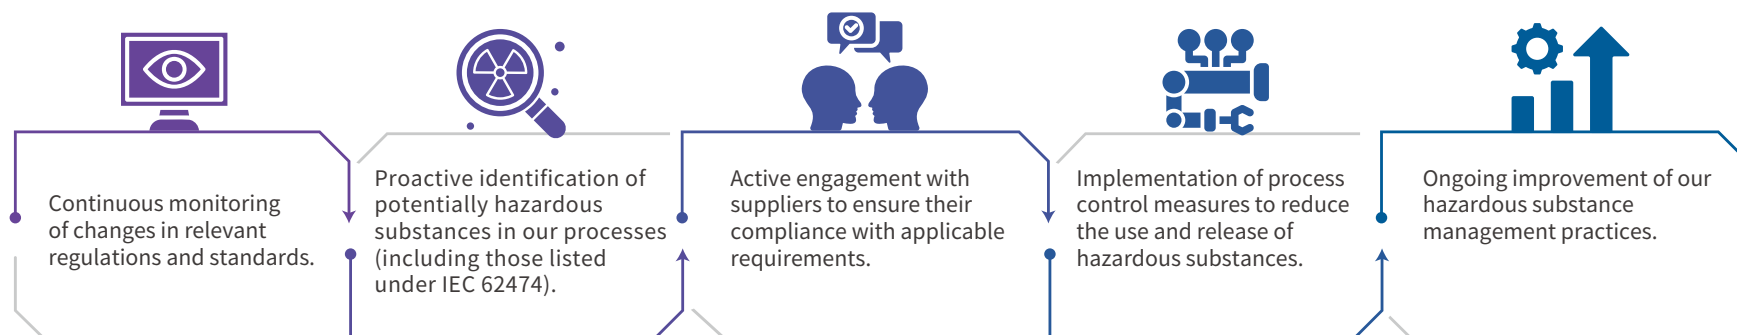 Continuous monitoring
of changes in relevant
regulations and standards.
Proactive identification of
potentially hazardous
substances in our processes
(including those listed
under IEC 62474).
Active engagement with
suppliers to ensure their
compliance with applicable
requirements.
Implementation of process
control measures to reduce
the use and release of
hazardous substances.
Ongoing improvement of our
hazardous substance
management practices.